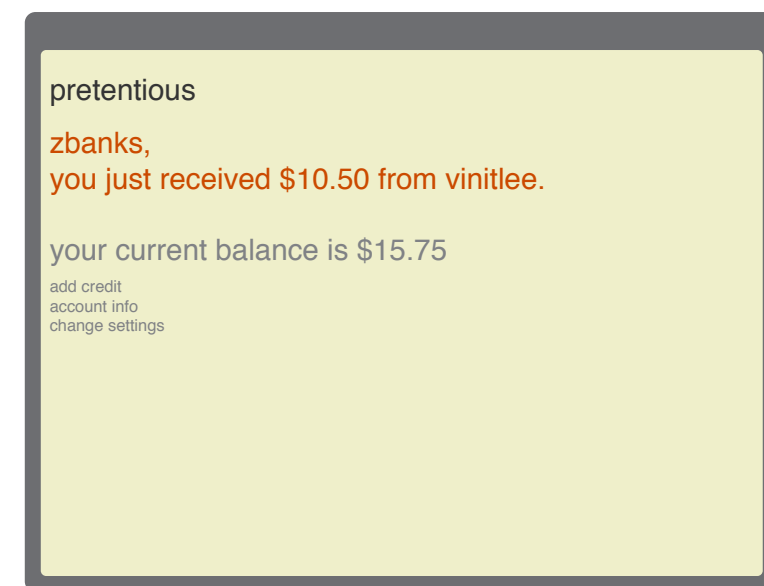 pretentious
zbanks,
you just received $10.50 from vinitlee.
your current balance is $15.75
add credit
account info
change settings